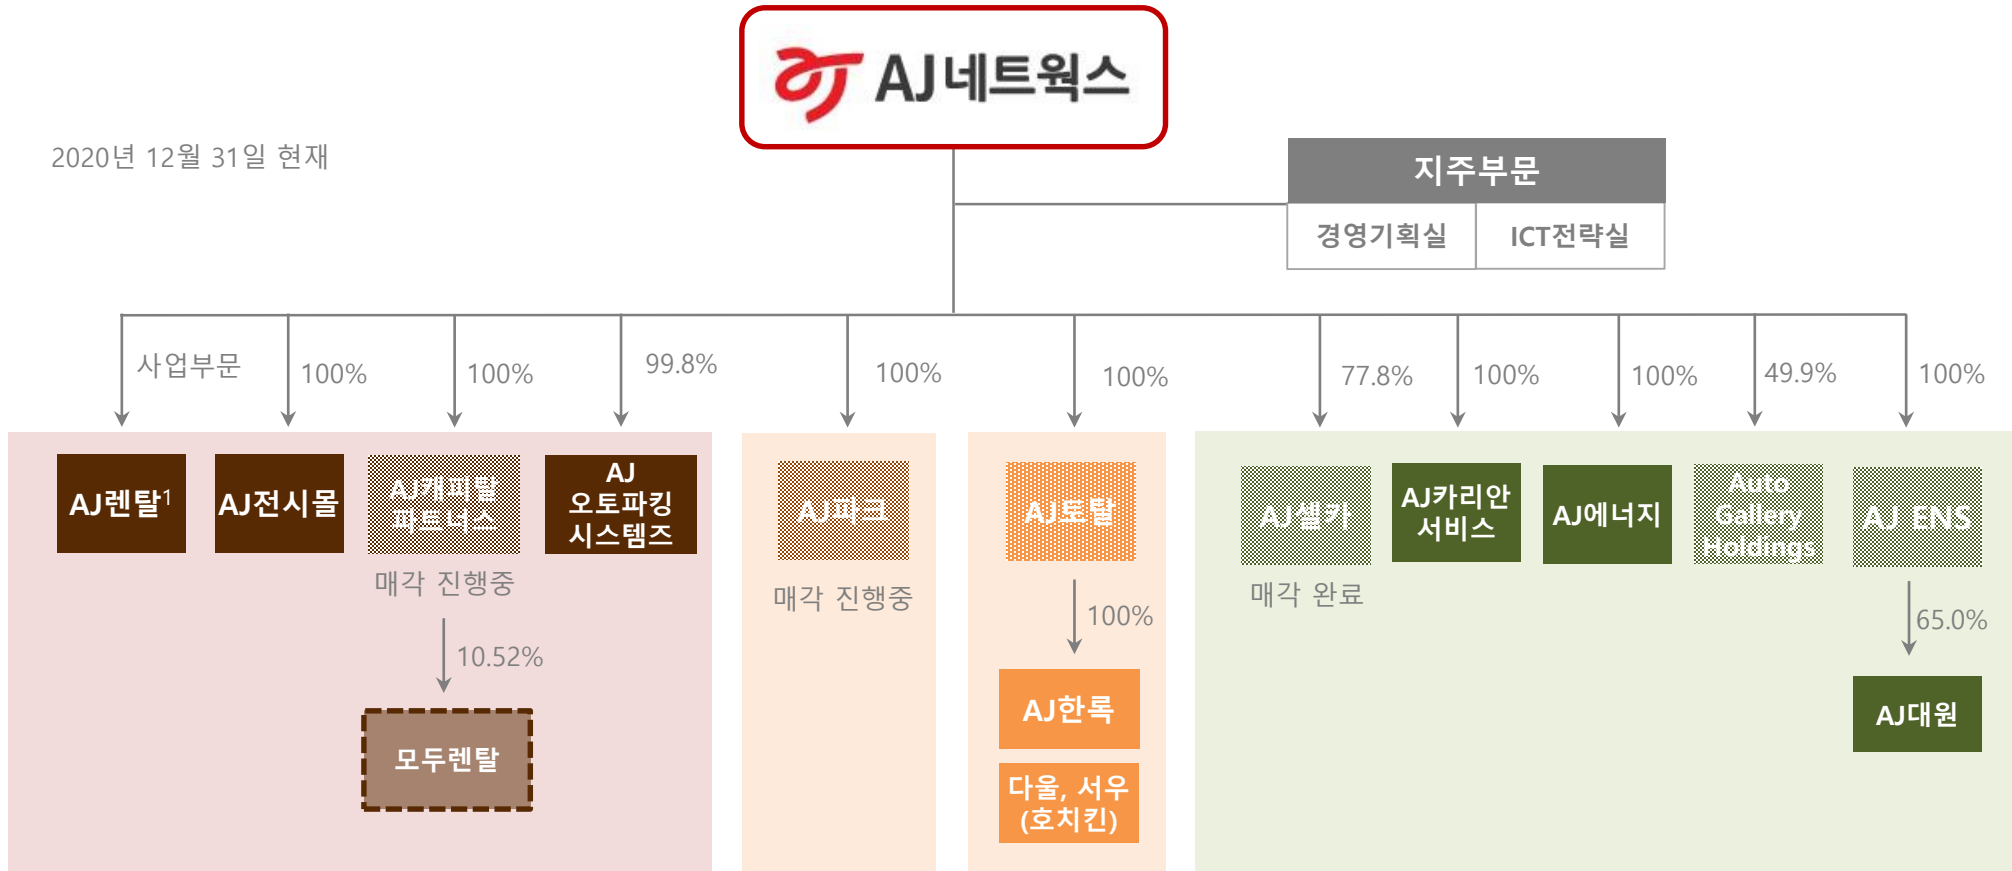 AJ네트웍스
2020년 12월 31일 현재
지주부문
경영기획실
ICT전략실
사업부문
100%
100%
99.8%
100%
100%
77.8%
100%
100%
49.9%
100%
AJ렌탈1
AJ전시몰
AJ캐피탈
파트너스
AJ
오토파킹
시스템즈
AJ파크
AJ토탈
AJ셀카
AJ카리안
서비스
AJ에너지
Auto
Gallery
Holdings
AJ ENS
매각 진행중
매각 진행중
매각 완료
10.52%
100%
65.0%
모두렌탈
AJ한록
다울, 서우
(호치킨)
AJ대원